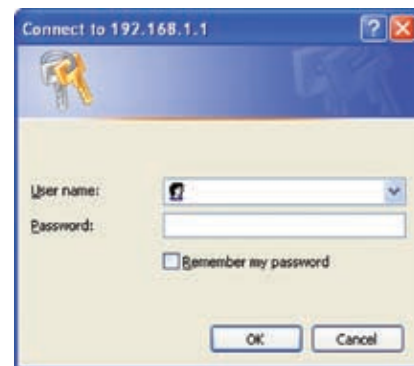 Connect to 192.168.1.1
User name:
Password:
Remember my password
OK Cancel